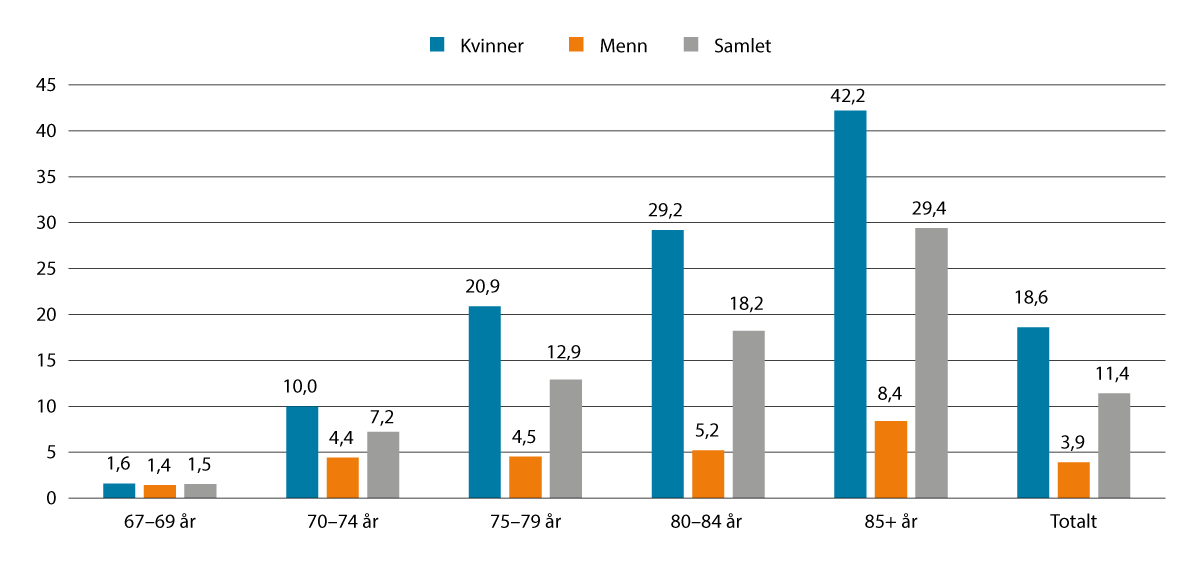 Kvinner Menn Samlet
45
40
35
30
25
20
15
10
5
0
1,6 1,4 1,5
10,0 4,4 7,2
20,9 4,5 12,9
29,2 5,2 18,2
42,2 8,4 29,4
18,6 3,9 11,4
67–69 år 70–74 år 75–79 år 80–84 år 85+ år Totalt